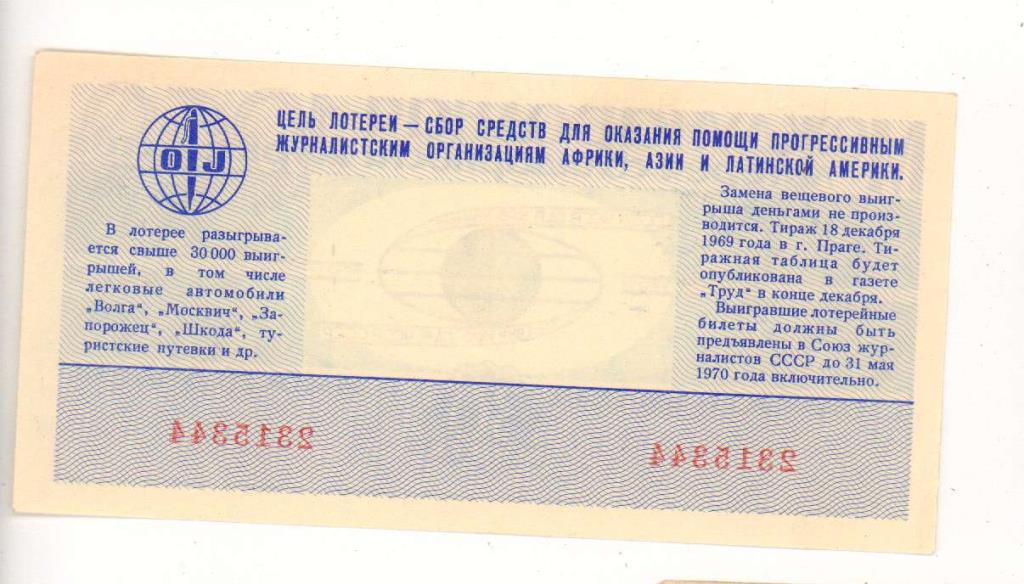 OIJ
ЦЕЛЬ ЛОТЕРЕИ — СБОР СРЕДСТВ ДЛЯ ОКАЗАНИЯ ПОМОЩИ ПРОГРЕССИВНЫМ
ЖУРНАЛИСТСКИМ ОРГАНИЗАЦИЯМ АФРИКИ, АЗИИ И ЛАТИНСКОЙ АМЕРИКИ.
В лотерее разыгрыва-
ется свыше 30 000 выиг-
рышей, в том числе
легковые автомобили
„Волга“, „Москвич“, „За-
порожец“, „Шкода“, ту-
ристские путевки и др.
Замена вещевого выиг-
рыша деньгами не произ-
водится. Тираж 18 декабря
1969 года в г. Праге. Ти-
ражная таблица будет
опубликована в газете
„Труд“ в конце декабря.
Выигравшие лотерейные
билеты должны быть
предъявлены в Союз жур-
налистов СССР до 31 мая
1970 года включительно.
2315344
2315344